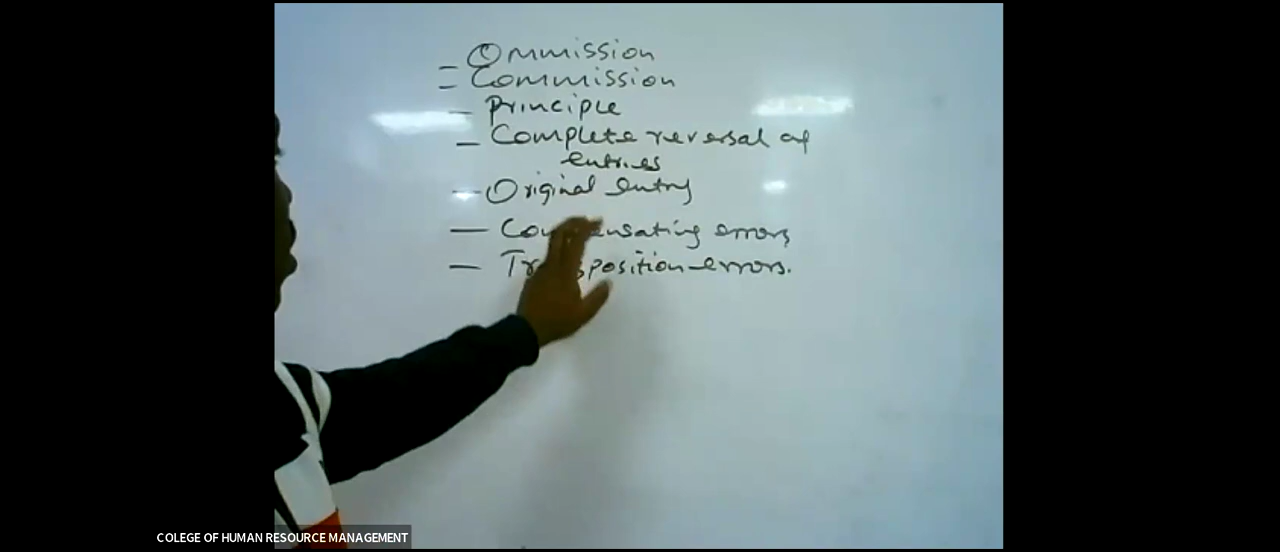 - Ommission
- Commission
- Principle
- Complete reversal of
entries
- Original entry
- Compensating errors
- Transposition errors.
COLEGE OF HUMAN RESOURCE MANAGEMENT